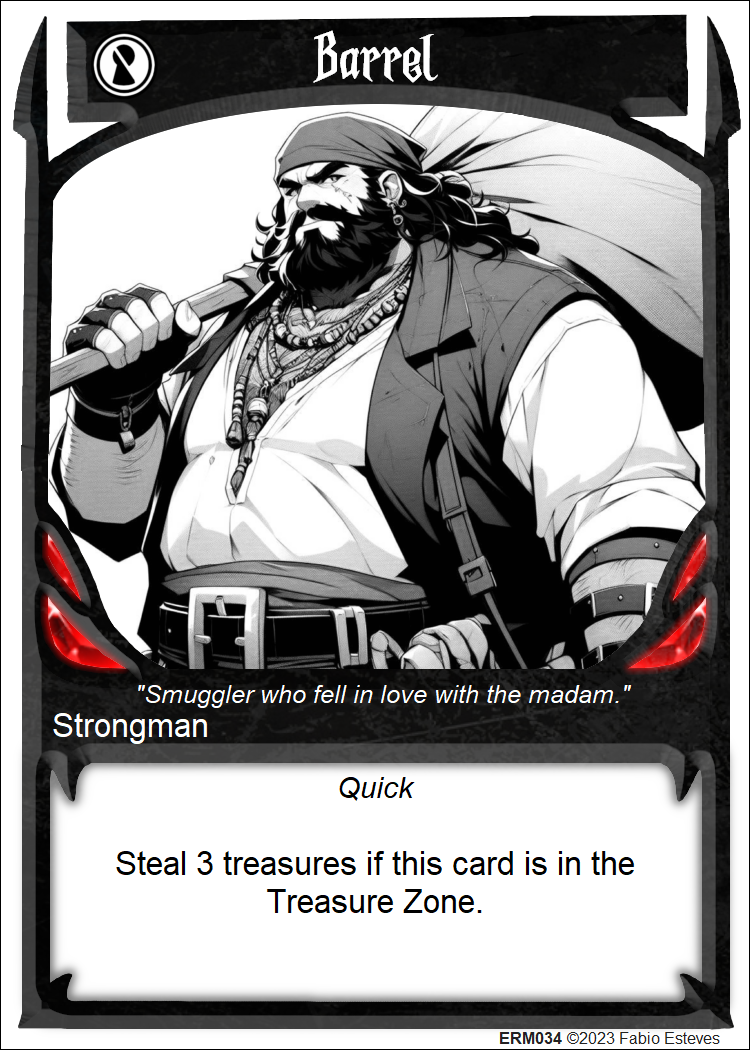 Barrel
"Smuggler who fell in love with the madam."
Strongman
Quick
Steal 3 treasures if this card is in the
Treasure Zone.
ERM034 ©2023 Fabio Esteves